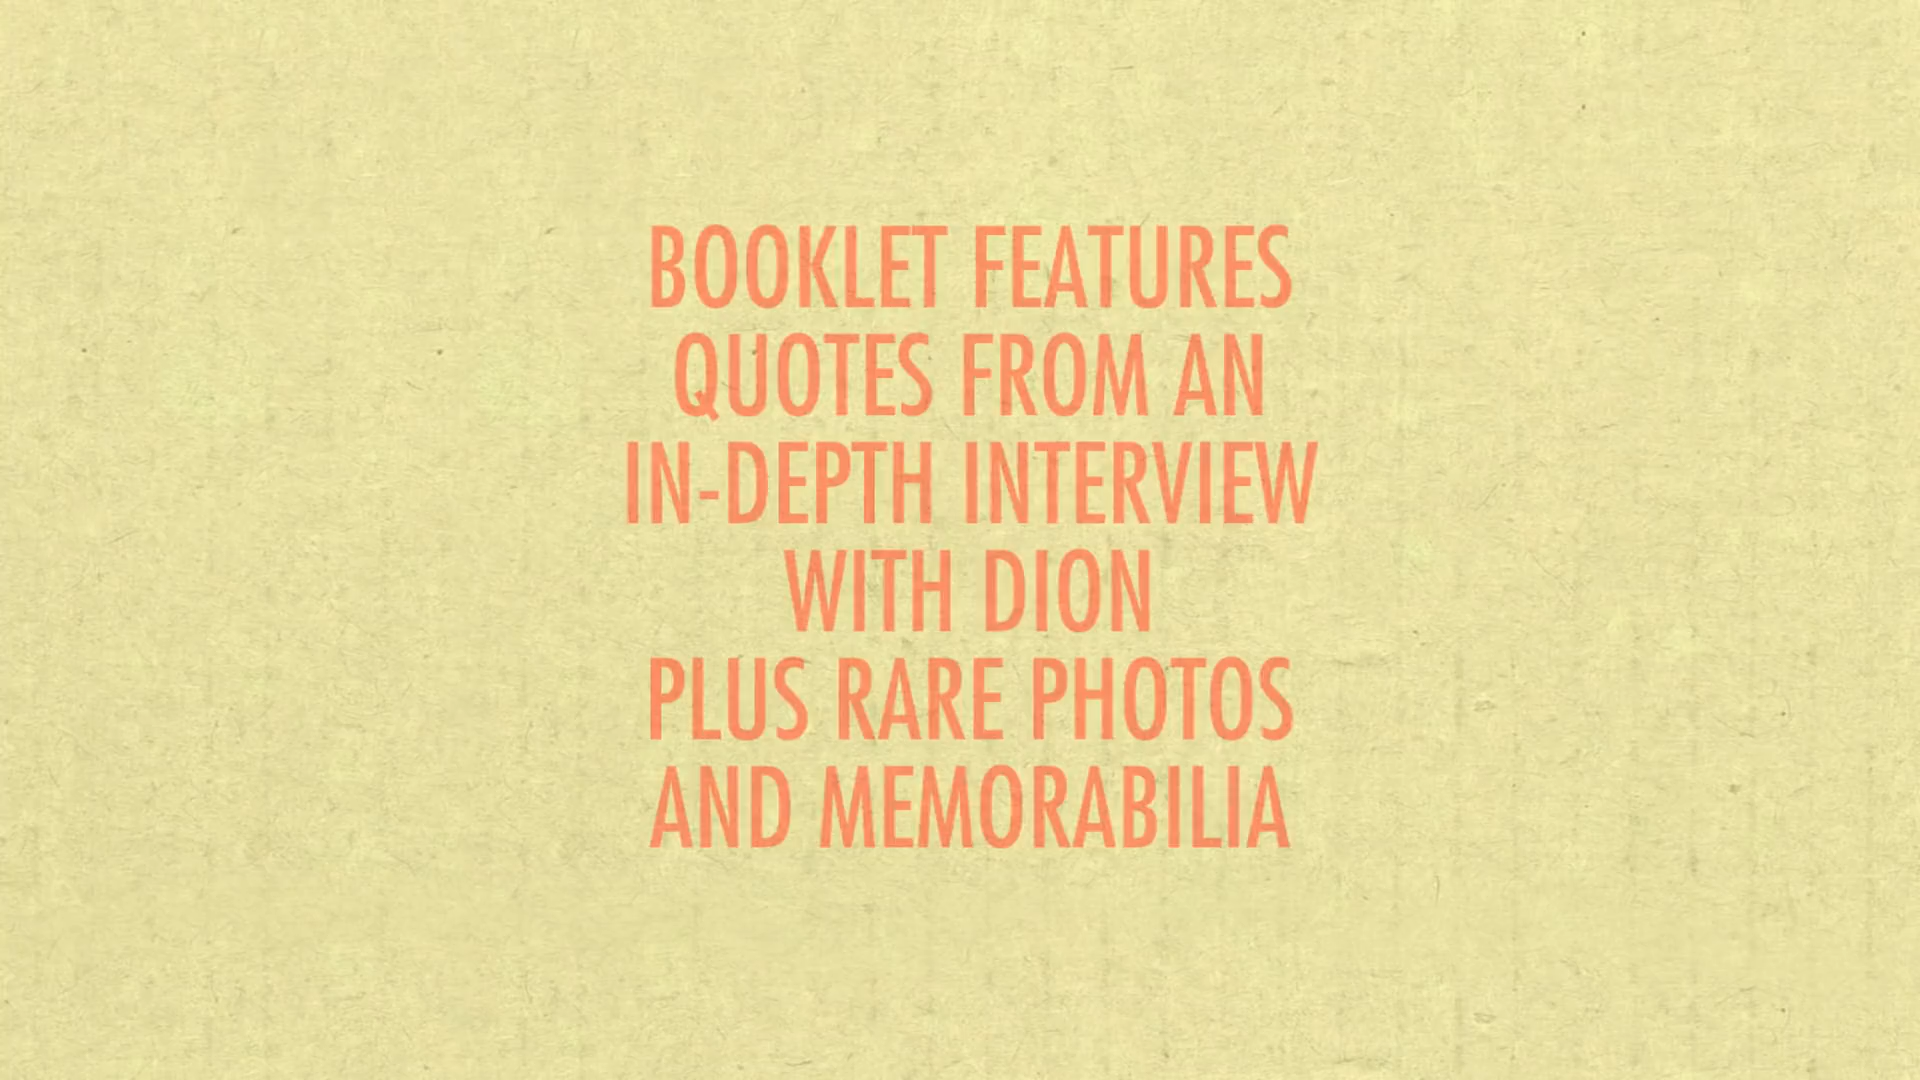 BOOKLET FEATURES
QUOTES FROM AN
IN-DEPTH INTERVIEW
WITH DION
PLUS RARE PHOTOS
AND MEMORABILIA